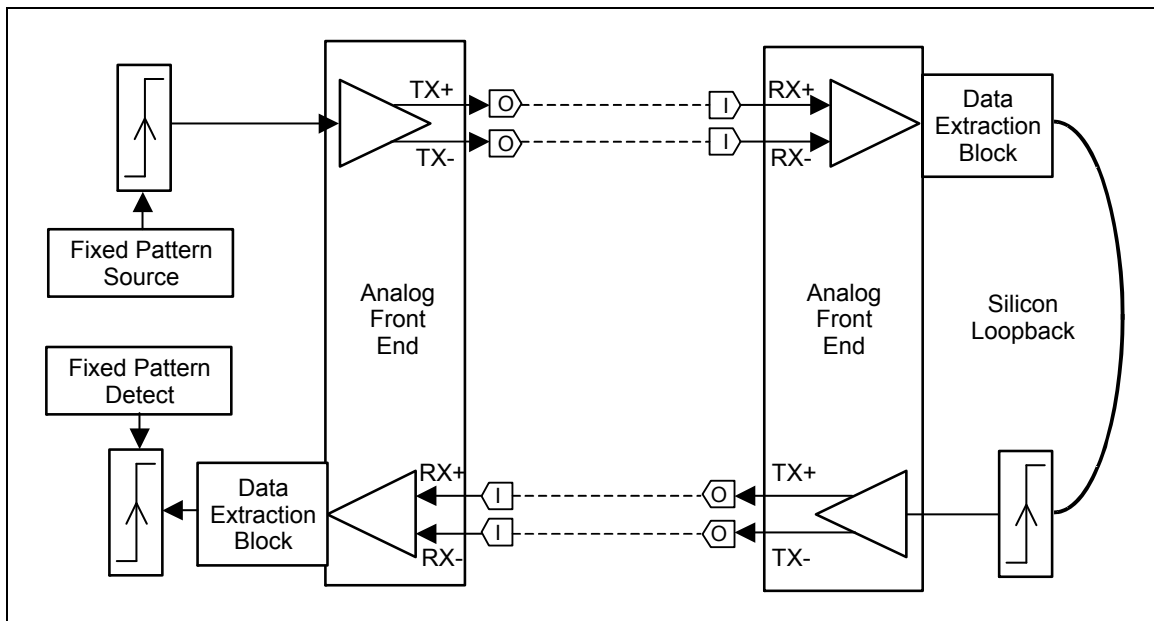 TX+
O
I
RX+
TX-
O
I
RX-
Data
Extraction
Block
Fixed Pattern
Source
Analog
Front
End
Analog
Front
End
Silicon
Loopback
Fixed Pattern
Detect
Data
Extraction
Block
RX+
I
O
TX+
RX-
I
O
TX-